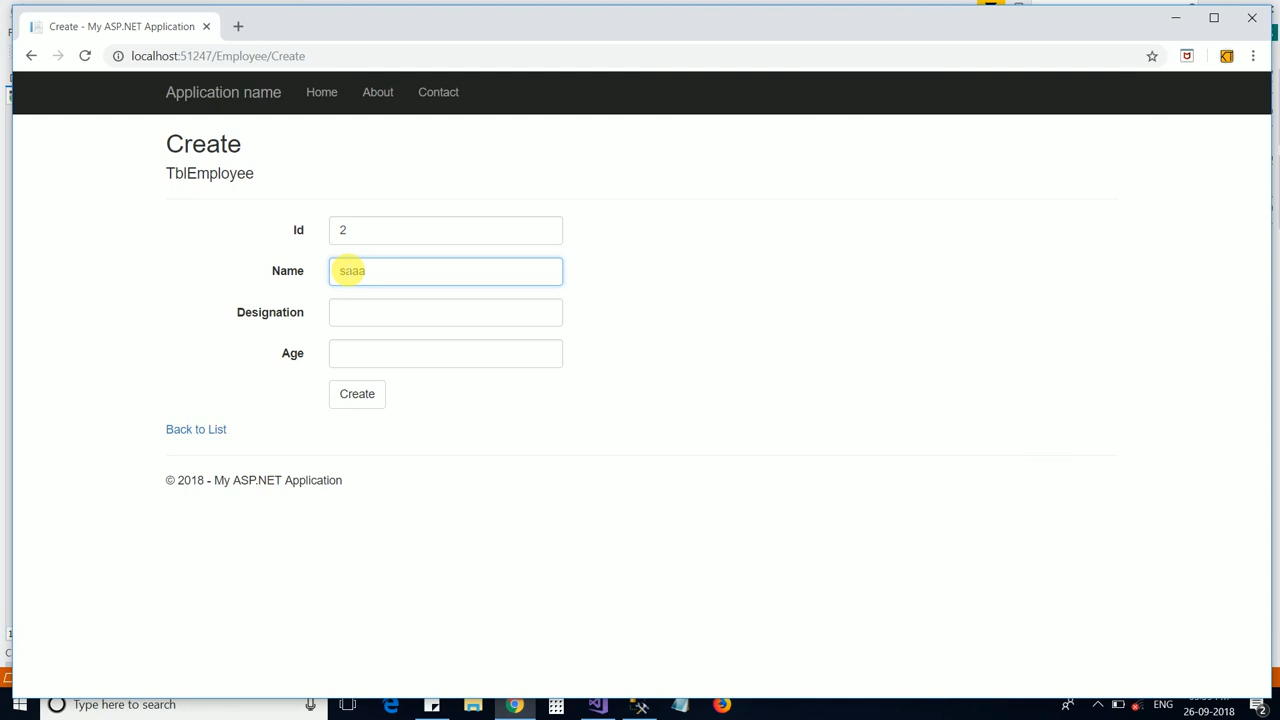 Create - My ASP.NET Application
localhost:51247/Employee/Create
Application name Home About Contact
Create
TblEmployee
Id 2
Name saaa
Designation
Age
Create
Back to List
© 2018 - My ASP.NET Application
Type here to search
ENG
26-09-2018
2